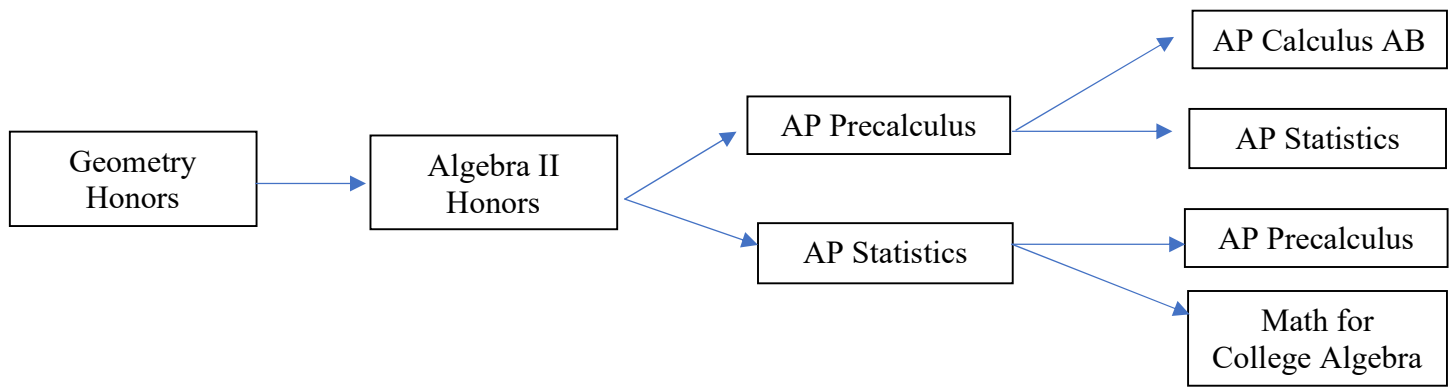 Geometry
Honors
Algebra II
Honors
AP Precalculus
AP Statistics
AP Calculus AB
AP Statistics
AP Precalculus
Math for
College Algebra